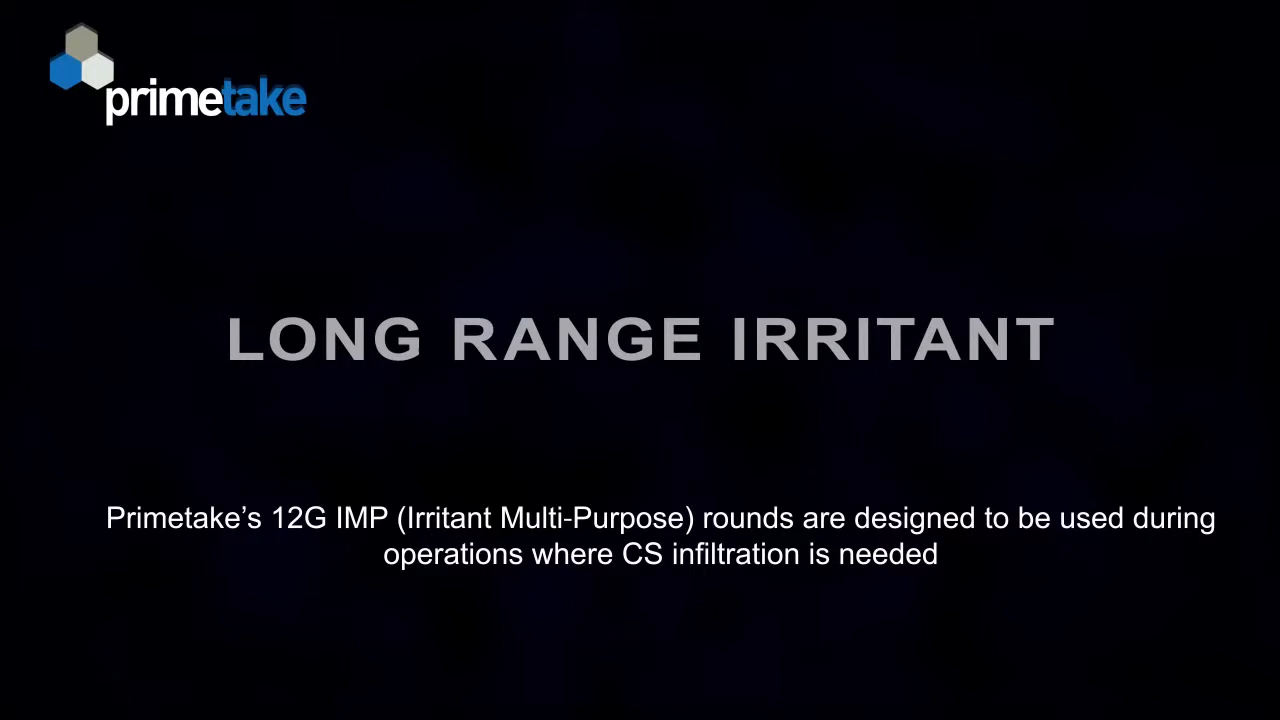 primetake
LONG RANGE IRRITANT
Primetake’s 12G IMP (Irritant Multi-Purpose) rounds are designed to be used during
operations where CS infiltration is needed